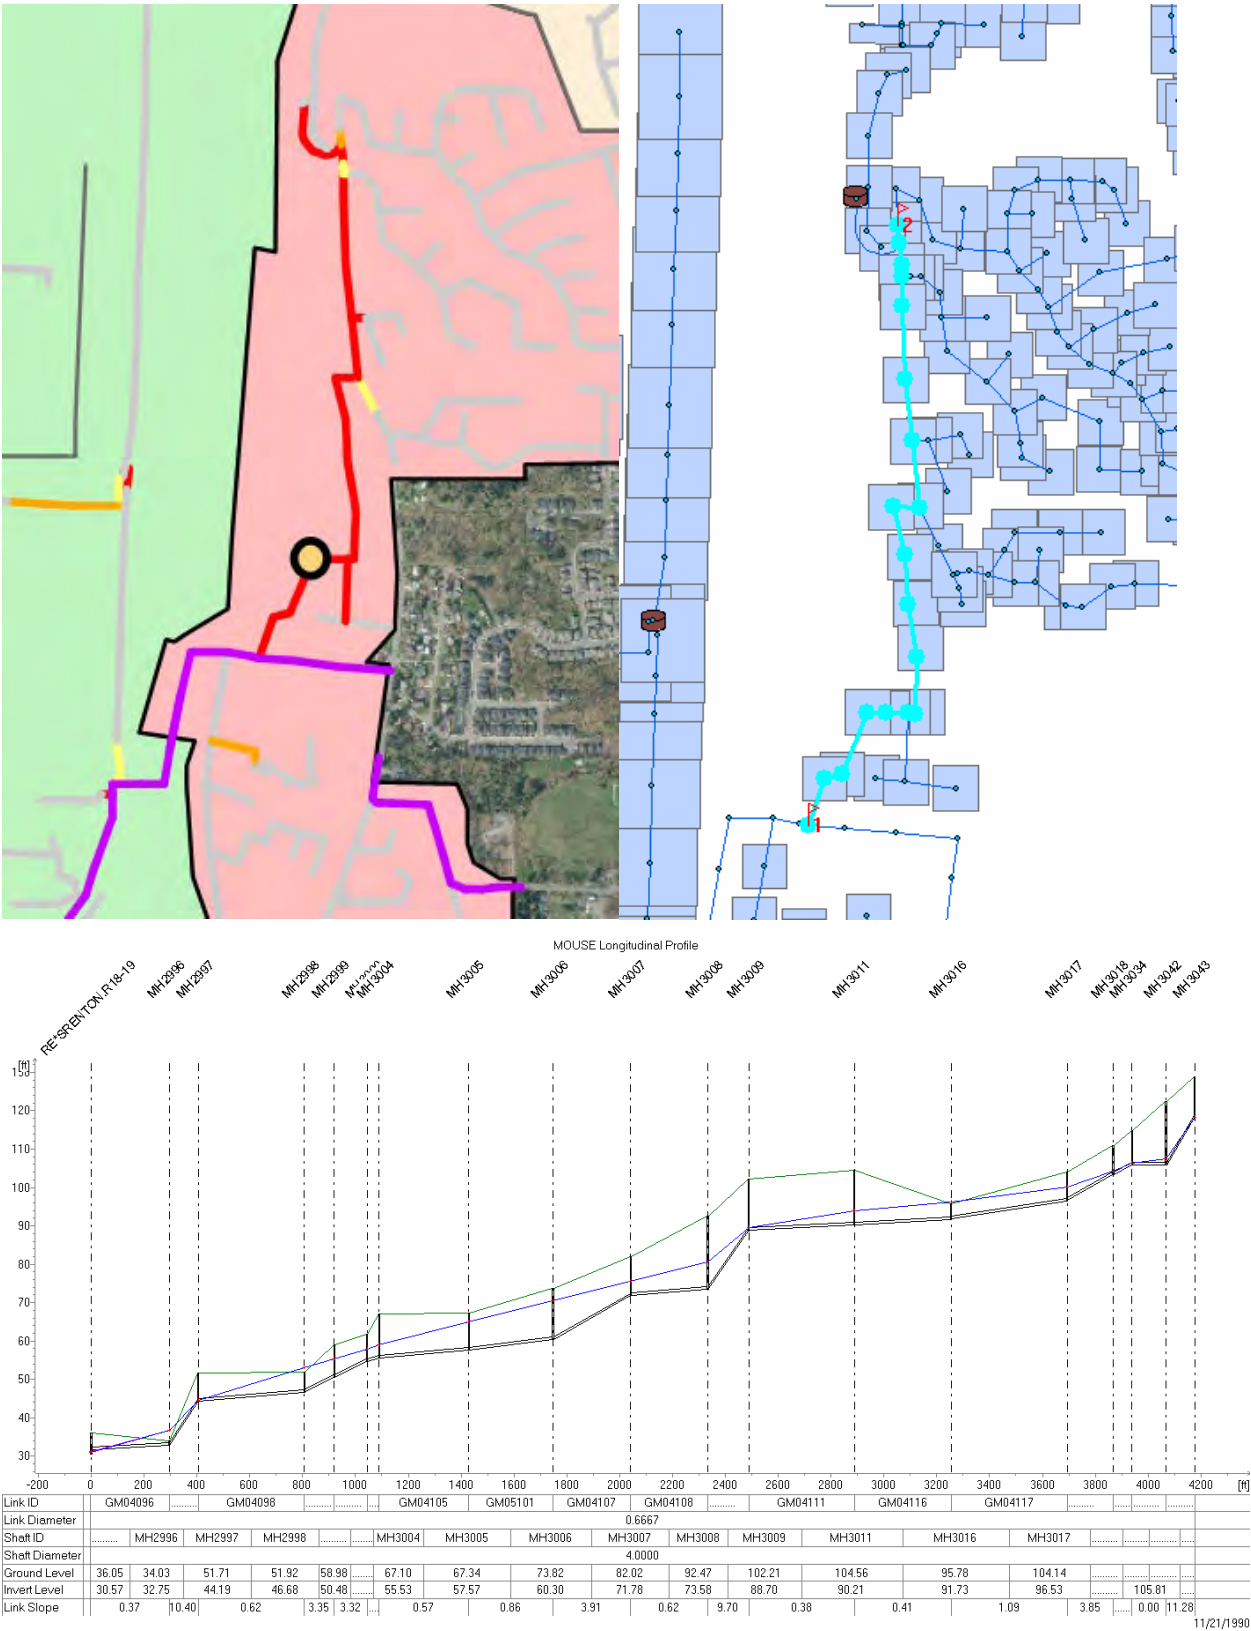 2
1
MOUSE Longitudinal Profile
RE*SRENTON.R18-19 MH2996 MH2997 MH2998 MH2999 MH3004 MH3005 MH3006 MH3007 MH3008 MH3009 MH3011 MH3016 MH3017 MH3018 MH3034 MH3042 MH3043
[ft]
120
110
100
90
80
70
60
50
40
30
-200 0 200 400 600 800 1000 1200 1400 1600 1800 2000 2200 2400 2600 2800 3000 3200 3400 3600 3800 4000 4200 [ft]
Link ID GM04096 ......... GM04098 ......... ......... .... GM04105 GM05101 GM04107 GM04108 ......... GM04111 GM04116 GM04117 ......... ...... ......... .........
Link Diameter 0.6667
Shaft ID ......... MH2996 MH2997 MH2998 ......... ...... MH3004 MH3005 MH3006 MH3007 MH3008 MH3009 MH3011 MH3016 MH3017 ......... ...... ......... ....
Shaft Diameter 4.0000
Ground Level 36.05 34.03 51.71 51.92 58.98 ...... 67.10 67.34 73.82 82.02 92.47 102.21 104.56 95.78 104.14 ......... ...... ......... ....
Invert Level 30.57 32.75 44.19 46.68 50.48 ...... 55.53 57.57 60.30 71.78 73.58 88.70 90.21 91.73 96.53 ......... 105.81 ....
Link Slope 0.37 10.40 0.62 3.35 3.32 .... 0.57 0.86 3.91 0.62 9.70 0.38 0.41 1.09 3.85 ...... 0.00 11.28
11/21/1990